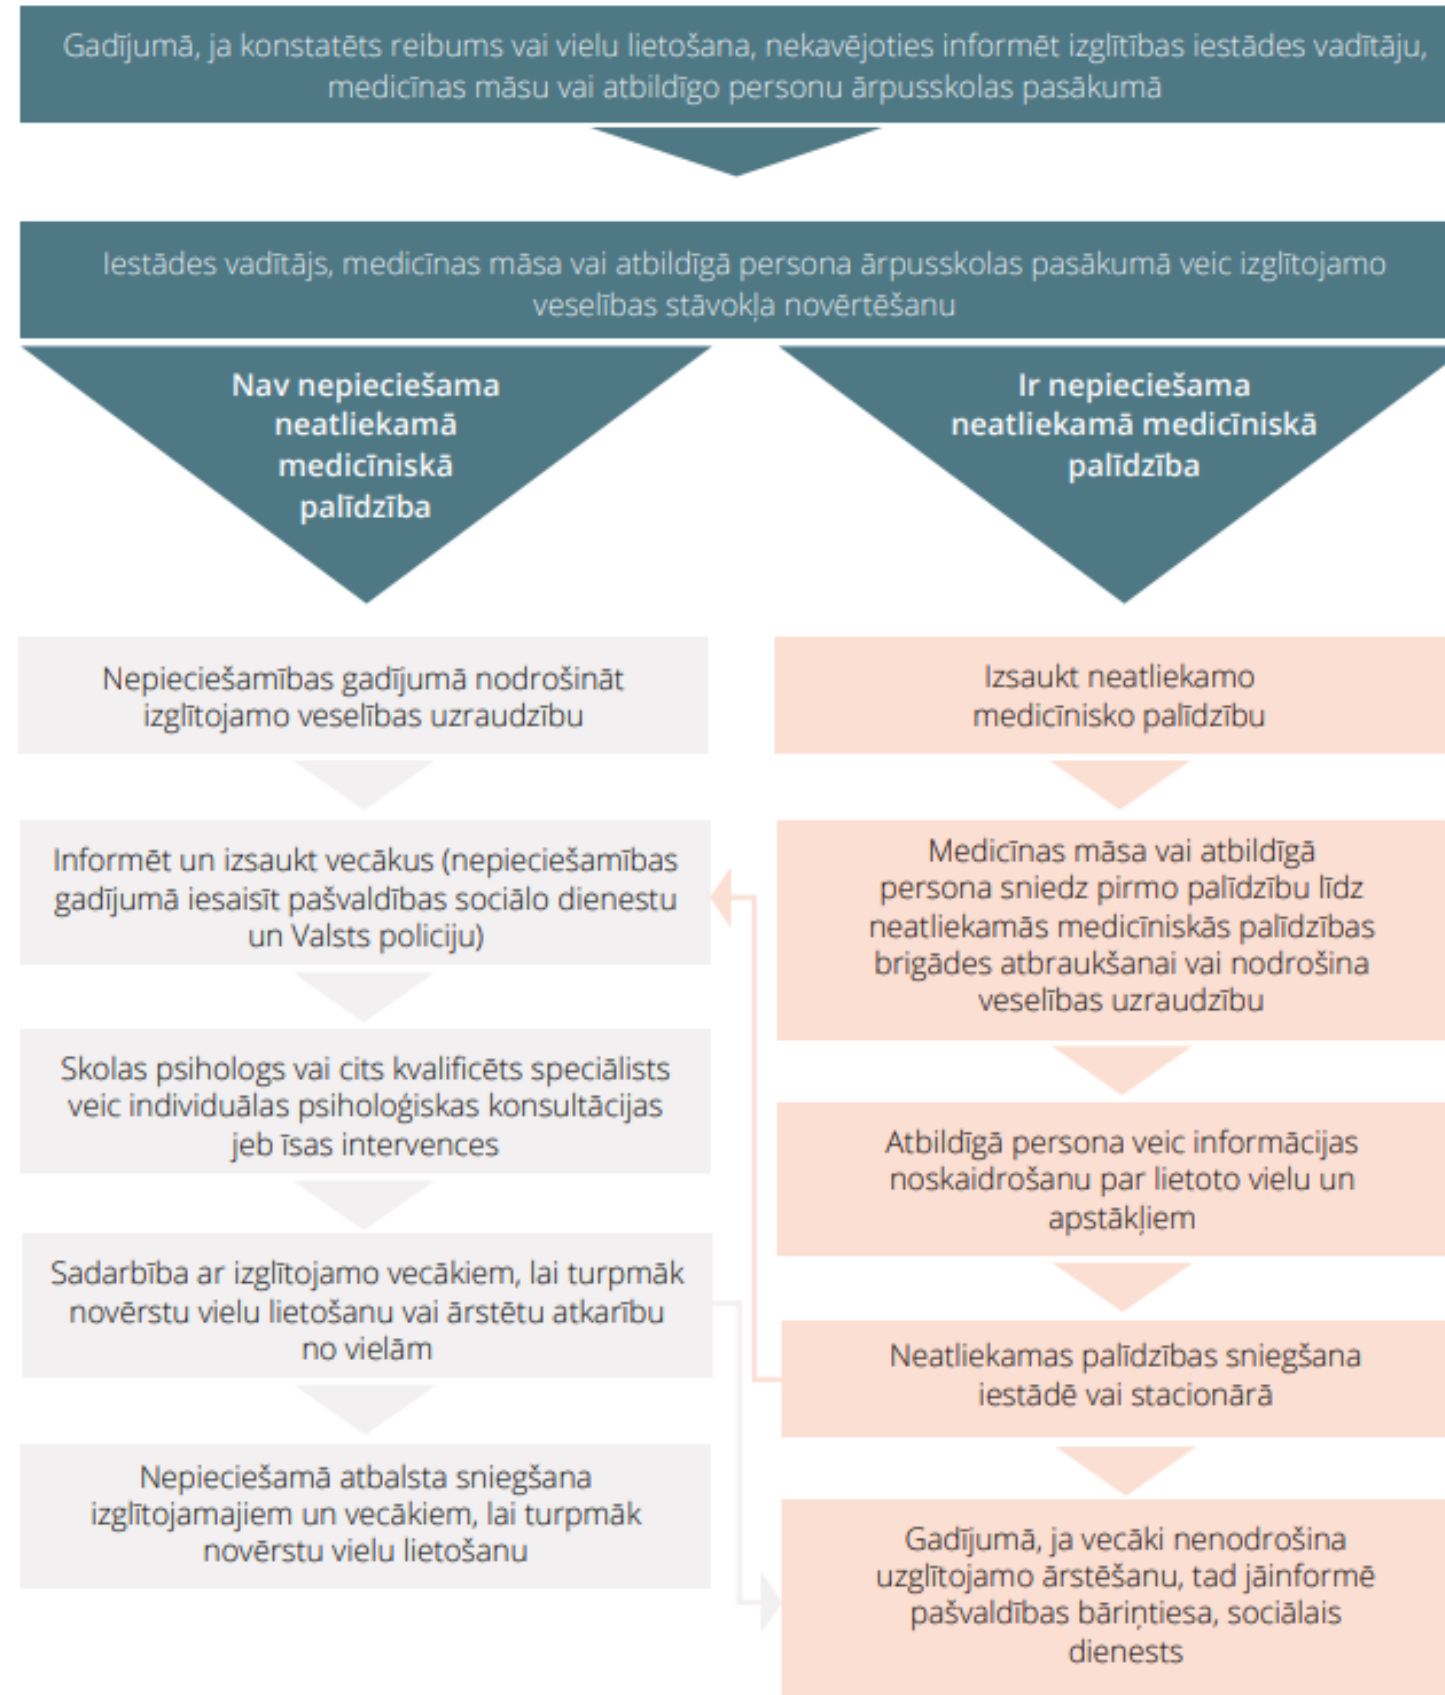 Gadījumā, ja konstatēts reibums vai vielu lietošana, nekavējoties informēt izglītības iestādes vadītāju,
medicīnas māsu vai atbildīgo personu ārpusskolas pasākumā
Iestādes vadītājs, medicīnas māsa vai atbildīgā persona ārpusskolas pasākumā veic izglītojamo
veselības stāvokļa novērtēšanu
Nav nepieciešama
neatliekamā
medicīniskā
palīdzība
Nepieciešamības gadījumā nodrošināt
izglītojamo veselības uzraudzību
Informēt un izsaukt vecākus (nepieciešamības
gadījumā iesaisīt pašvaldības sociālo dienestu
un Valsts policiju)
Skolas psihologs vai cits kvalificēts speciālists
veic individuālas psiholoģiskas konsultācijas
jeb īsas intervences
Sadarbība ar izglītojamo vecākiem, lai turpmāk
novērstu vielu lietošanu vai ārstētu atkarību
no vielām
Nepieciešamā atbalsta sniegšana
izglītojamajiem un vecākiem, lai turpmāk
novērstu vielu lietošanu
Ir nepieciešama
neatliekamā medicīniskā
palīdzība
Izsaukt neatliekamo
medicīnisko palīdzību
Medicīnas māsa vai atbildīgā
persona sniedz pirmo palīdzību līdz
neatliekamās medicīniskās palīdzības
brigādes atbraukšanai vai nodrošina
veselības uzraudzību
Atbildīgā persona veic informācijas
noskaidrošanu par lietoto vielu un
apstākļiem
Neatliekamas palīdzības sniegšana
iestādē vai stacionārā
Gadījumā, ja vecāki nenodrošina
uzglītojamo ārstēšanu, tad jāinformē
pašvaldības bāriņtiesa, sociālais
dienests